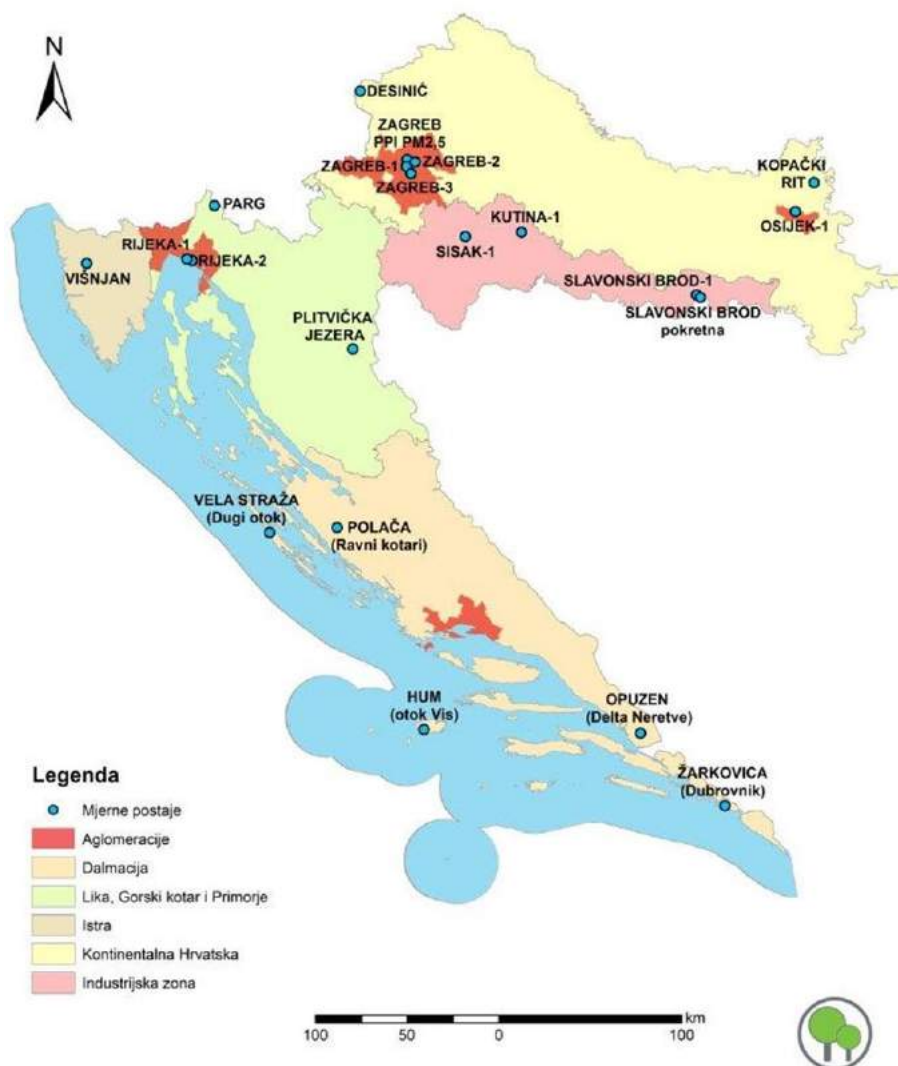 N
DESINIĆ
ZAGREB
PPI PM2,5
ZAGREB-1
ZAGREB-2
ZAGREB-3
KOPAČKI
RIT
OSIJEK-1
PARG
KUTINA-1
SISAK-1
RIJEKA-1
RIJEKA-2
VIŠNJAN
SLAVONSKI BROD-1
SLAVONSKI BROD
pokretna
PLITVIČKA
JEZERA
VELA STRAŽA
(Dugi otok)
POLAČA
(Ravni kotari)
HUM
(otok Vis)
OPUZEN
(Delta Neretve)
ŽARKOVICA
(Dubrovnik)
Legenda
Mjerne postaje
Aglomeracije
Dalmacija
Lika, Gorski kotar i Primorje
Istra
Kontinentalna Hrvatska
Industrijska zona
km
100 50 0 100